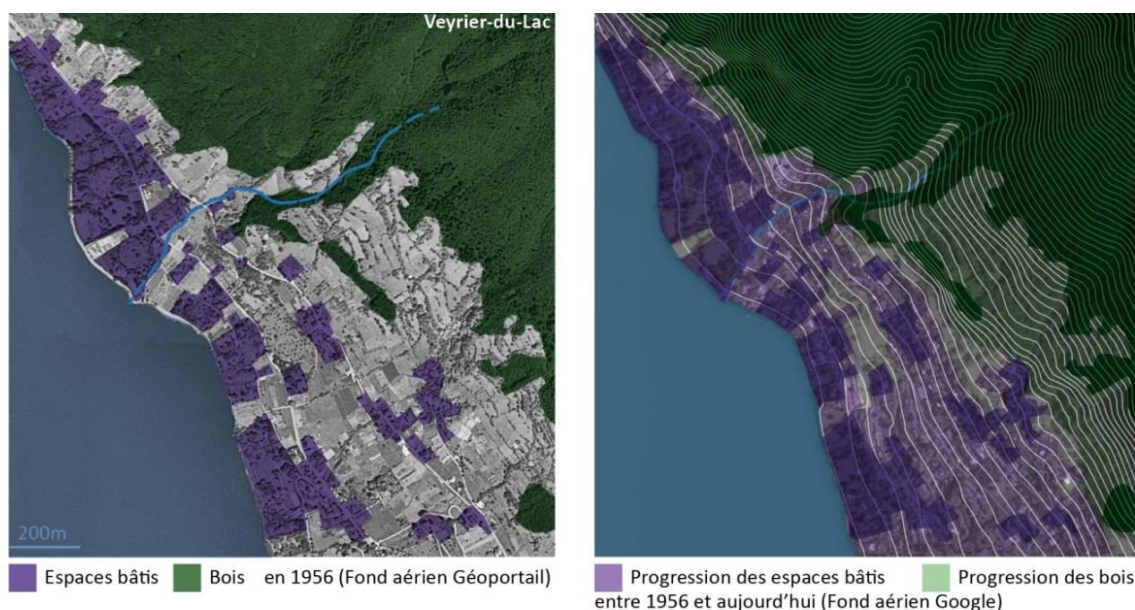 Veyrier-du-Lac
200m
Espaces bâtis Bois en 1956 (Fond aérien Géoportail)
Progression des espaces bâtis Progression des bois
entre 1956 et aujourd'hui (Fond aérien Google)